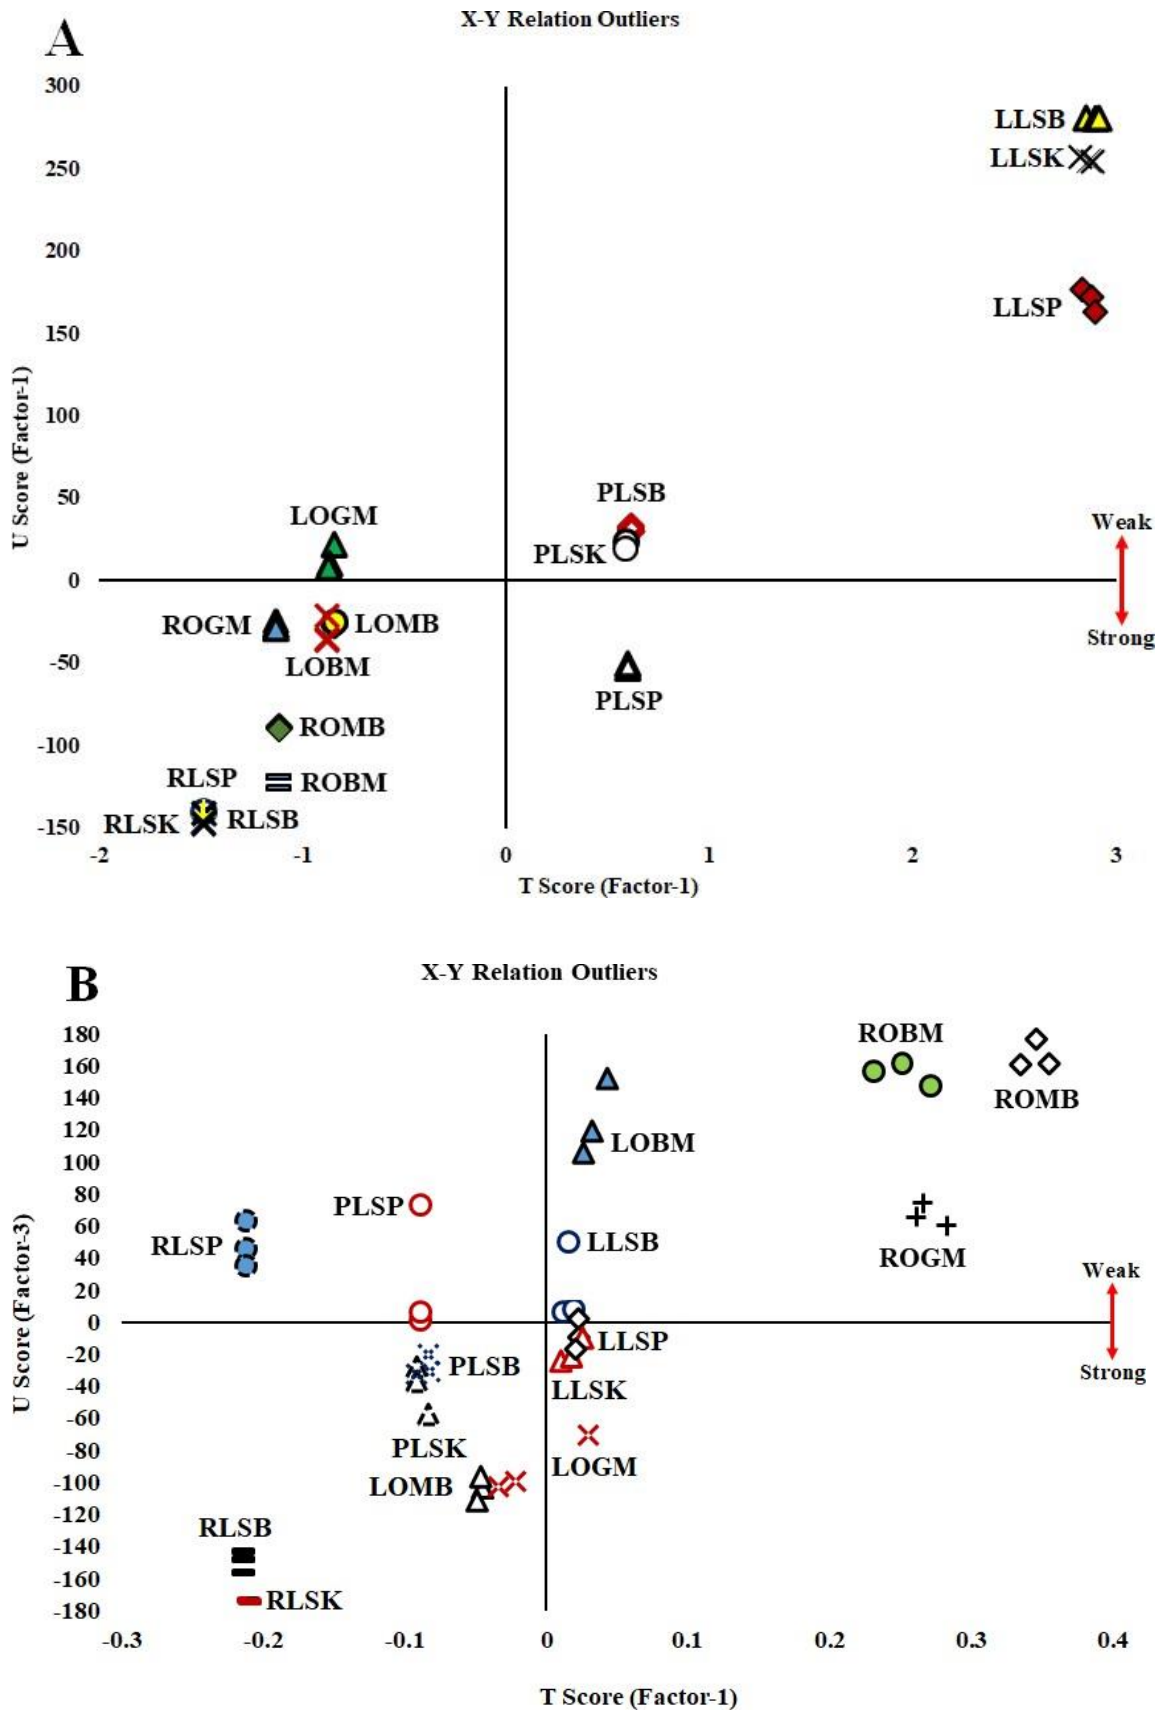 X-Y Relation Outliers
A
300
LLSB
LLSK
250
200
LLSP
150
U Score (Factor-1)
100
50
PLSB
LOGM
Weak
PLSK
0
ROGM
LOMB
Strong
LOBM
-50
PLSP
ROMB
-100
RLSP
ROBM
RLSK
RLSB
-150
-2
-1
0
1
2
3
T Score (Factor-1)
X-Y Relation Outliers
B
180
ROBM
160
ROMB
140
120
LOBM
100
80
PLSP
60
RLSP
LLSB
ROGM
40
U Score (Factor-3)
20
Weak
0
LLSP
-20
PLSB
Strong
-40
LLSK
-60
PLSK
-80
LOGM
-100
LOMB
-120
RLSB
-140
-160
RLSK
-180
-0.3
-0.2
-0.1
0
0.1
0.2
0.3
0.4
T Score (Factor-1)